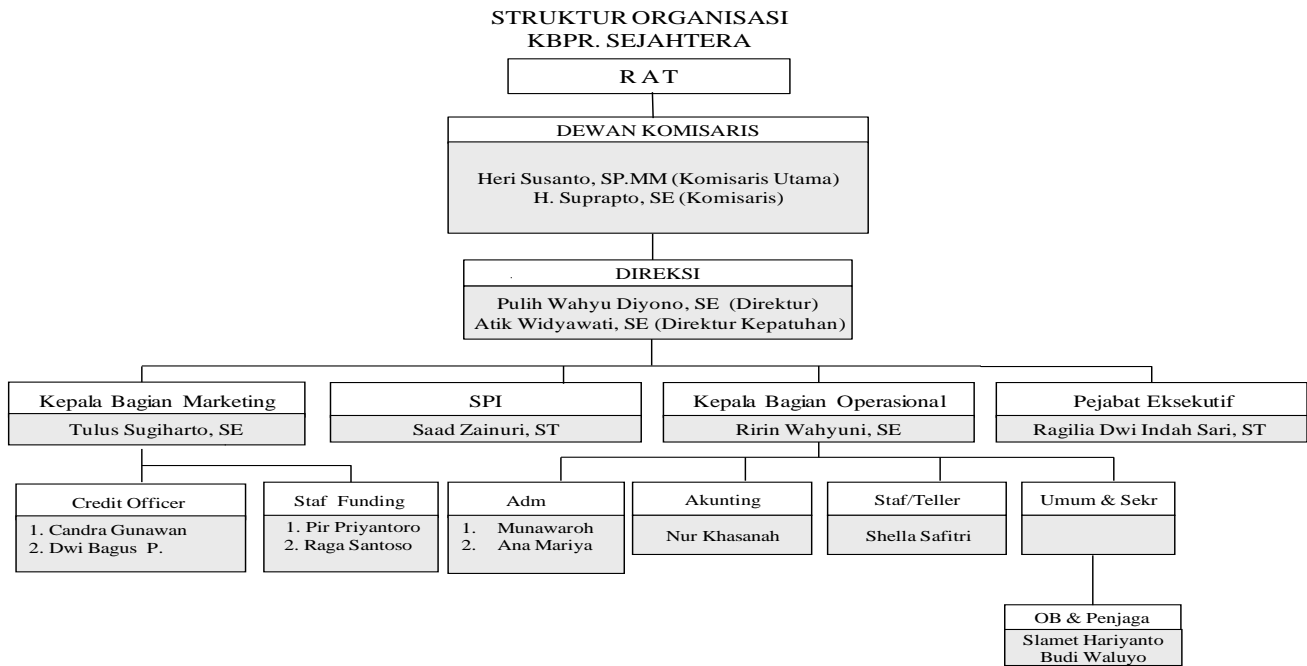 STRUKTUR ORGANISASI
KBPR. SEJAHTERA
R A T
DEWAN KOMISARIS
Heri Susanto, SP.MM (Komisaris Utama)
H. Suprapto, SE (Komisaris)
DIREKSI
Pulih Wahyu Diyono, SE (Direktur)
Atik Widyawati, SE (Direktur Kepatuhan)
Kepala Bagian Marketing
Tulus Sugiharto, SE
SPI
Saad Zainuri, ST
Kepala Bagian Operasional
Ririn Wahyuni, SE
Pejabat Eksekutif
Ragilia Dwi Indah Sari, ST
Credit Officer
1. Candra Gunawan
2. Dwi Bagus P.
Staf Funding
1. Pir Priyantoro
2. Raga Santoso
Adm
1. Munawaroh
2. Ana Mariya
Akunting
Nur Khasanah
Staf/Teller
Shella Safitri
Umum & Sekr
OB & Penjaga
Slamet Hariyanto
Budi Waluyo